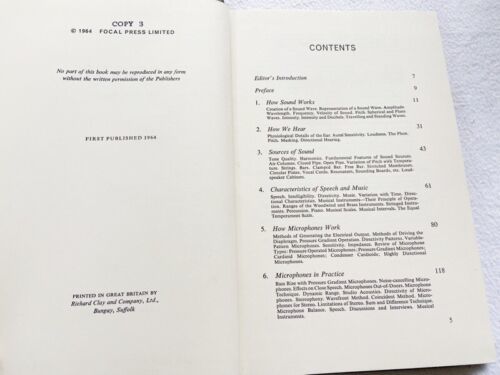 COPY 3
© 1964 FOCAL PRESS LIMITED
No part of this book may be reproduced in any form
without the written permission of the Publishers
FIRST PUBLISHED 1964
PRINTED IN GREAT BRITAIN BY
Richard Clay and Company, Ltd.,
Bungay, Suffolk
CONTENTS
Editor's Introduction 7
Preface 9
1. How Sound Works 11
Creation of a Sound Wave. Representation of a Sound Wave. Amplitude
Wavelength. Frequency. Velocity of Sound. Pitch. Spherical and Plane
Waves. Intensity. Intensity and Decibels. Travelling and Standing Waves.
2. How We Hear 31
Physiological Details of the Ear. Aural Sensitivity. Loudness. The Phon.
Pitch. Masking. Directional Hearing.
3. Sources of Sound 43
Tone Quality. Harmonics. Fundamental Features of Sound Sources.
Air Columns. Closed Pipe. Open Pipe. Variation of Pitch with Tempera-
ture. Strings. Bars. Clamped Bar. Free Bar. Stretched Membranes.
Circular Plates. Vocal Cords. Resonators. Sounding Boards, etc. Loud-
speaker Cabinets.
4. Characteristics of Speech and Music 61
Speech. Intelligibility. Directivity. Music. Variation with Time. Direc-
tional Characteristics. Musical Instruments—Their Principle of Opera-
tion. Ranges of the Woodwind and Brass Instruments. Stringed Instru-
ments. Percussion. Piano. Musical Scales. Musical Intervals. The Equal
Temperament Scale.
5. How Microphones Work 80
Methods of Generating the Electrical Output. Methods of Driving the
Diaphragm. Pressure Gradient Operation. Directivity Patterns. Variable-
Pattern Microphones. Sensitivity. Impedance. Review of Microphone
Types: Pressure Operated Microphones; Pressure Gradient Microphones;
Cardioid Microphones; Condenser Cardioids; Highly Directional
Microphones.
6. Microphones in Practice 118
Bass Rise with Pressure Gradient Microphones. Noise-cancelling Micro-
phones. Effects on Close Speech. Microphones Out-of-Doors. Microphone
Technique. Dynamic Range. Studio Acoustics. Directivity of Micro-
phones. Stereophony. Wavefront Method. Coincident Method. Micro-
phones for Stereo. Limitations of Stereo. Sum and Difference Technique.
Microphone Balance. Speech. Discussions and Interviews. Musical
Instruments.
5